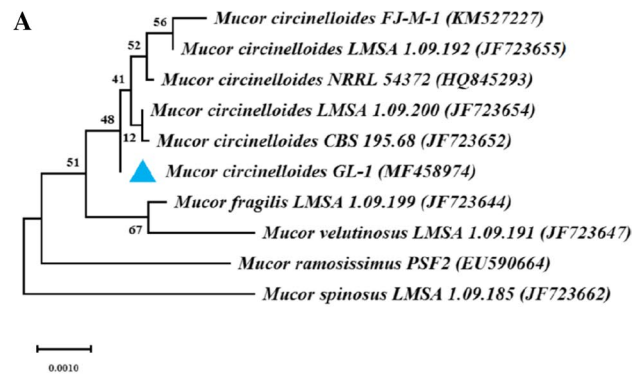 A
Mucor circinelloides FJ-M-1 (KM527227)
56
Mucor circinelloides LMSA 1.09.192 (JF723655)
52
Mucor circinelloides NRRL 54372 (HQ845293)
41
Mucor circinelloides LMSA 1.09.200 (JF723654)
48
12
Mucor circinelloides CBS 195.68 (JF723652)
Mucor circinelloides GL-1 (MF458974)
51
Mucor fragilis LMSA 1.09.199 (JF723644)
67
Mucor velutinosus LMSA 1.09.191 (JF723647)
Mucor ramosissimus PSF2 (EU590664)
Mucor spinosus LMSA 1.09.185 (JF723662)
0.0010